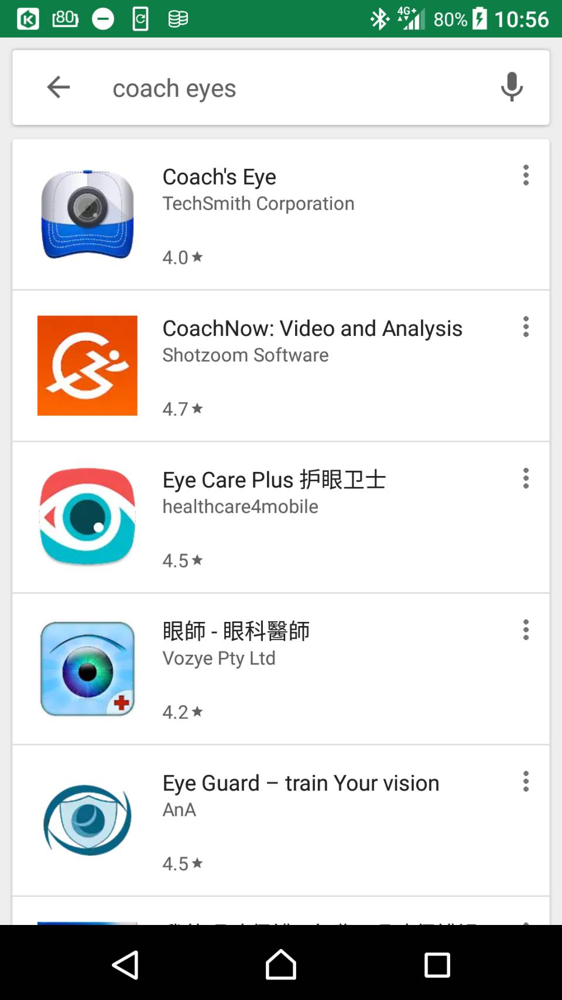 80
4G+
80%
10:56
coach eyes
Coach's Eye
TechSmith Corporation
4.0★
CoachNow: Video and Analysis
Shotzoom Software
4.7★
Eye Care Plus 护眼卫士
healthcare4mobile
4.5★
眼師 - 眼科醫師
Vozye Pty Ltd
4.2★
Eye Guard – train Your vision
AnA
4.5★